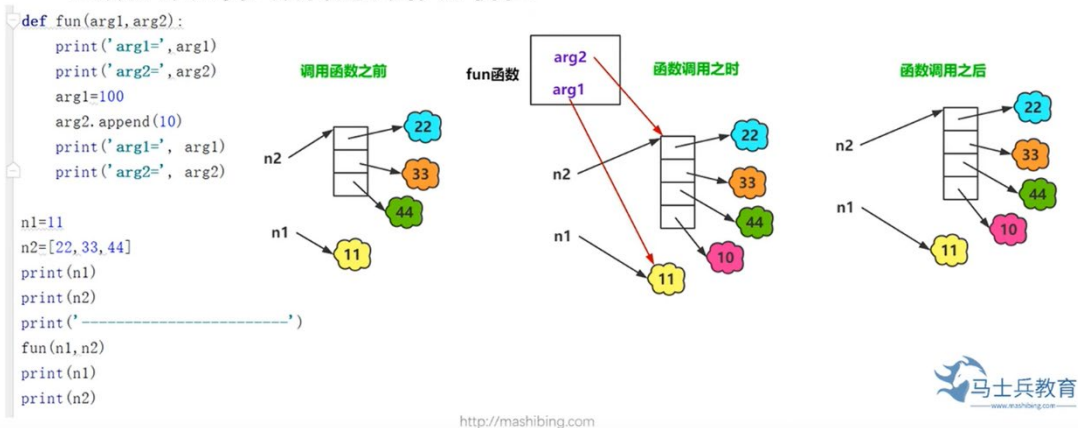 def fun(arg1,arg2):
print('arg1=',arg1)
print('arg2=',arg2)
arg1=100
arg2.append(10)
print('arg1=', arg1)
print('arg2=', arg2)
n1=11
n2=[22,33,44]
print(n1)
print(n2)
print('------------------------')
fun(n1,n2)
print(n1)
print(n2)
调用函数之前
n2
22
33
44
n1
11
fun函数
arg2
arg1
函数调用之时
n2
22
33
44
10
n1
11
函数调用之后
n2
22
33
44
10
n1
11
马士兵教育
www.mashibing.com
http://mashibing.com